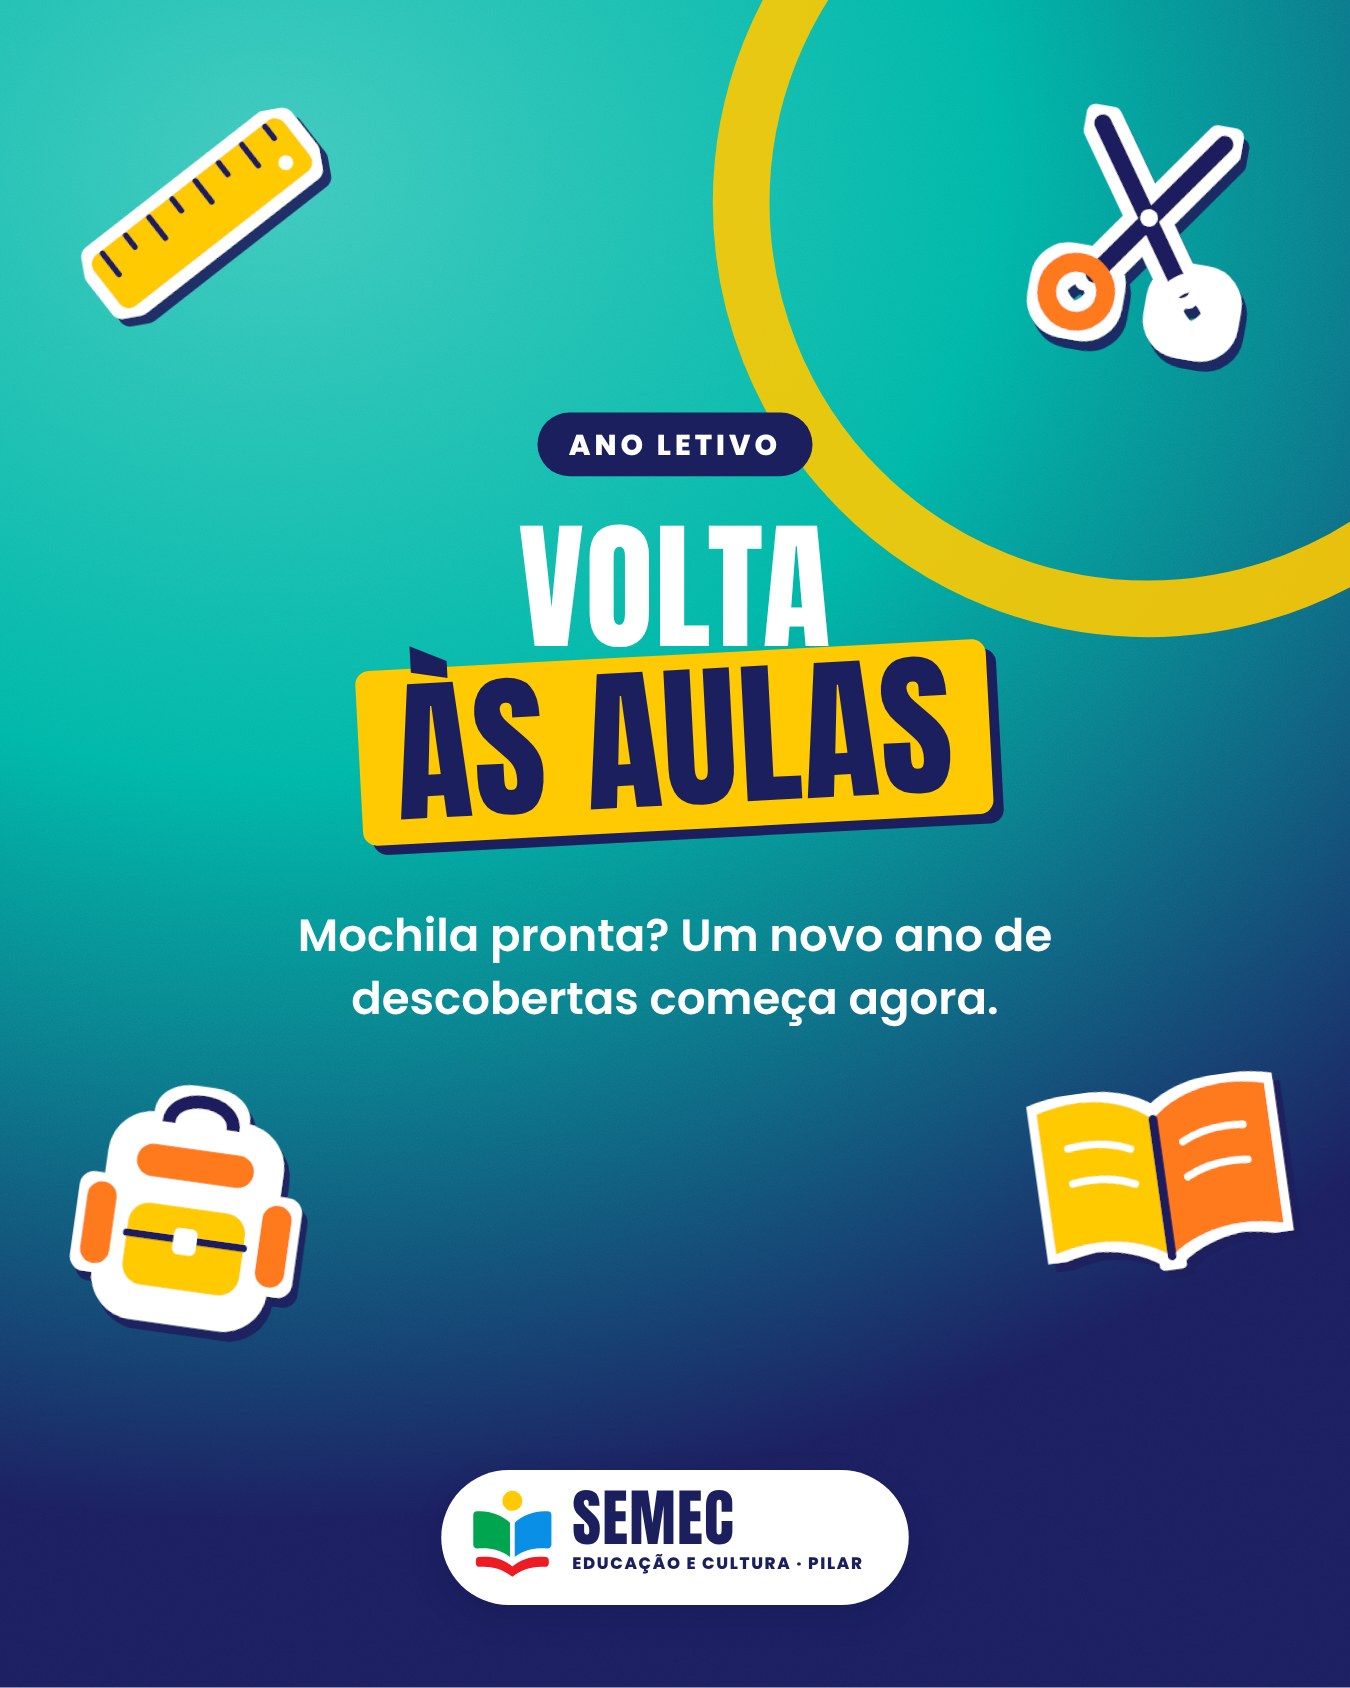 ANO LETIVO
VOLTA
ÀS AULAS
Mochila pronta? Um novo ano de
descobertas começa agora.
SEMEC
EDUCAÇÃO E CULTURA · PILAR